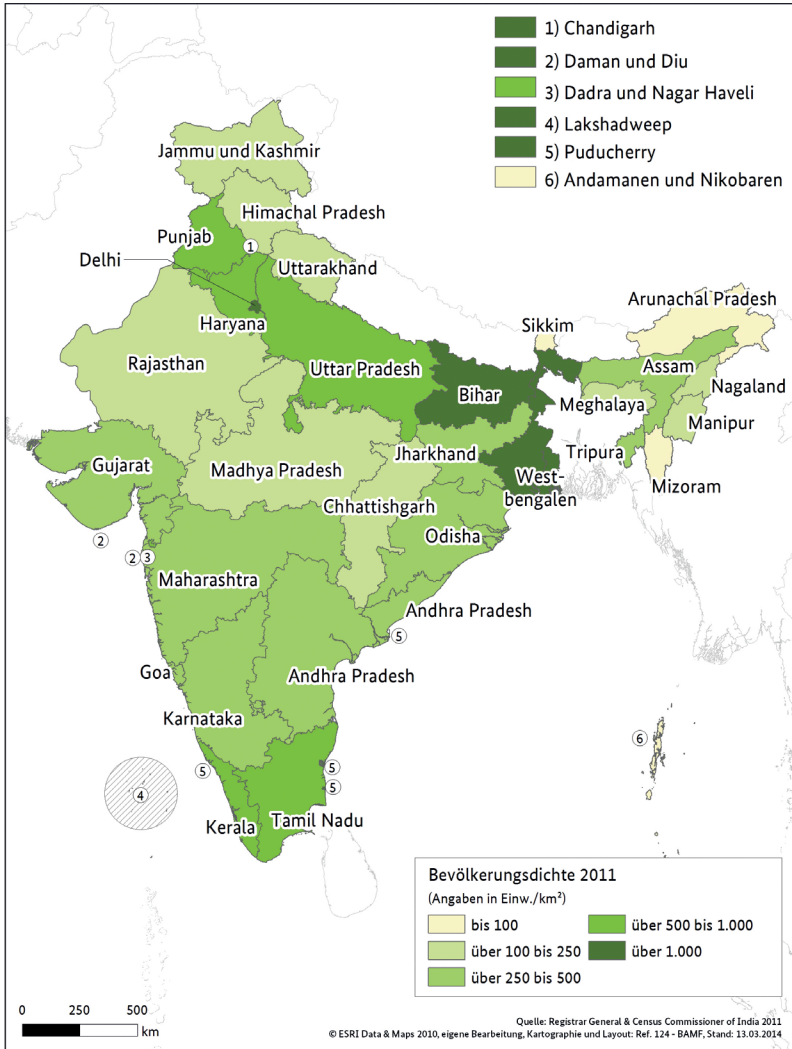 1) Chandigarh
2) Daman und Diu
3) Dadra und Nagar Haveli
4) Lakshadweep
5) Puducherry
6) Andamanen und Nikobaren
Jammu und Kashmir
Himachal Pradesh
Punjab
1
Delhi
Uttarakhand
Haryana
Arunachal Pradesh
Sikkim
Rajasthan
Uttar Pradesh
Assam
Bihar
Nagaland
Meghalaya
Manipur
Gujarat
Jharkhand
Tripura
Madhya Pradesh
West-
bengalen
Mizoram
Chhattishgarh
2
Odisha
2
3
Maharashtra
Andhra Pradesh
5
Goa
Andhra Pradesh
Karnataka
6
5
5
5
4
Kerala
Tamil Nadu
Bevölkerungsdichte 2011
(Angaben in Einw./km²)
bis 100
über 100 bis 250
über 250 bis 500
über 500 bis 1.000
über 1.000
0 250 500
km
Quelle: Registrar General & Census Commissioner of India 2011
© ESRI Data & Maps 2010, eigene Bearbeitung, Kartographie und Layout: Ref. 124 - BAMF, Stand: 13.03.2014